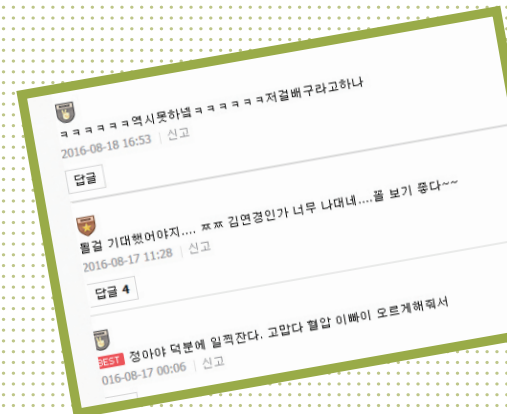 ㅋㅋㅋㅋㅋㅋ역시못하넼ㅋㅋㅋㅋㅋㅋ저걸배구라고하나
2016-08-18 16:53 | 신고
답글
될걸 기대했어야지.... ㅉㅉ 김연경인가 너무 나대네....꼴 보기 좋다~~
2016-08-17 11:28 | 신고
답글 4
BEST 정아야 덕분에 일찍잔다. 고맙다 혈압 이빠이 오르게해줘서
016-08-17 00:06 | 신고